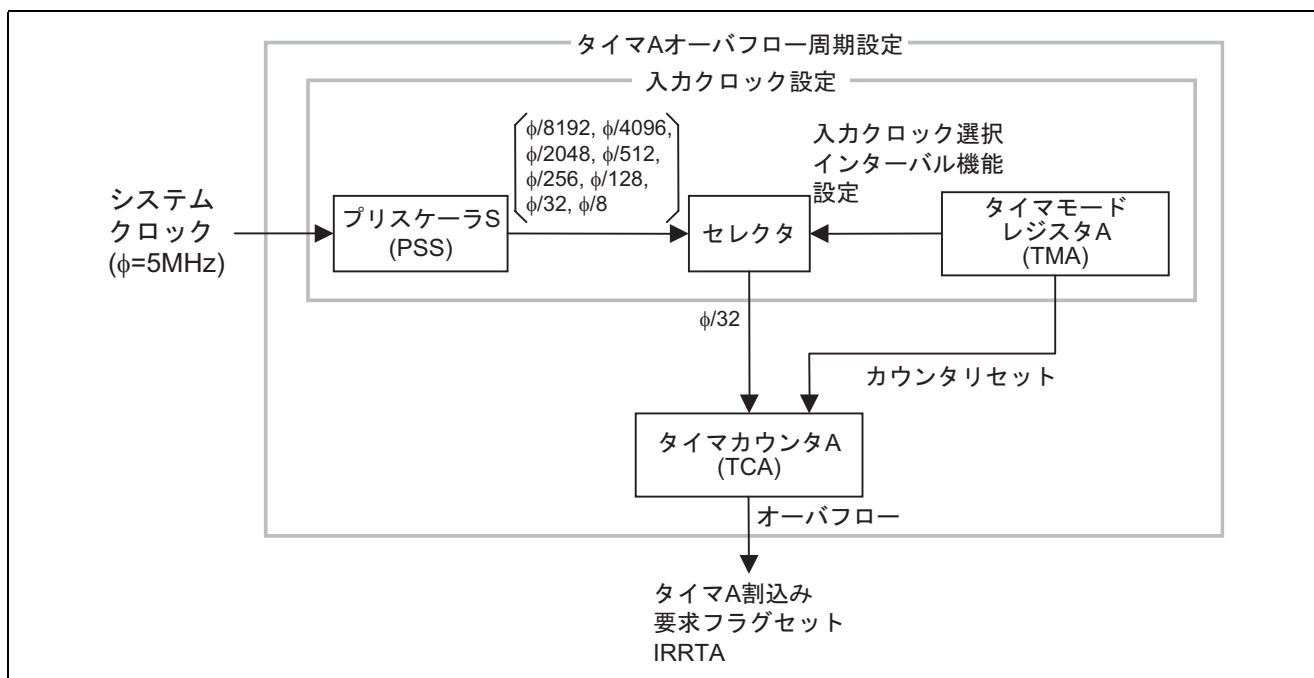 タイマAオーバフロー周期設定
入力クロック設定
φ/8192, φ/4096,
φ/2048, φ/512,
φ/256, φ/128,
φ/32, φ/8
入力クロック選択
インターバル機能
設定
システム
クロック
(φ=5MHz)
プリスケーラS
(PSS)
セレクタ
タイマモード
レジスタA
(TMA)
φ/32
カウンタリセット
タイマカウンタA
(TCA)
オーバフロー
タイマA割込み
要求フラグセット
IRRTA